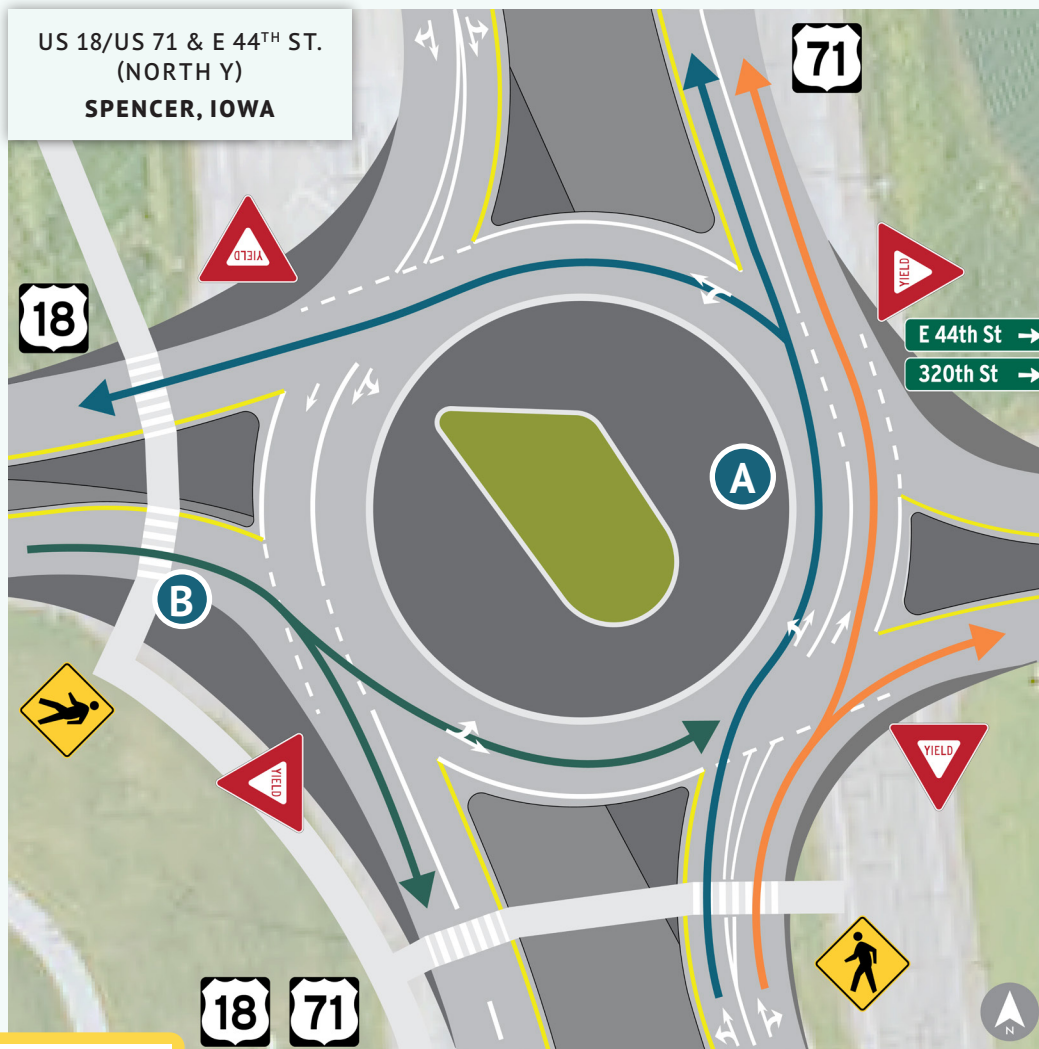 US 18/US 71 & E 44TH ST.
(NORTH Y)
SPENCER, IOWA
71
YIELD
YIELD
18
E 44th St →
320th St →
A
B
YIELD
YIELD
18 71
N